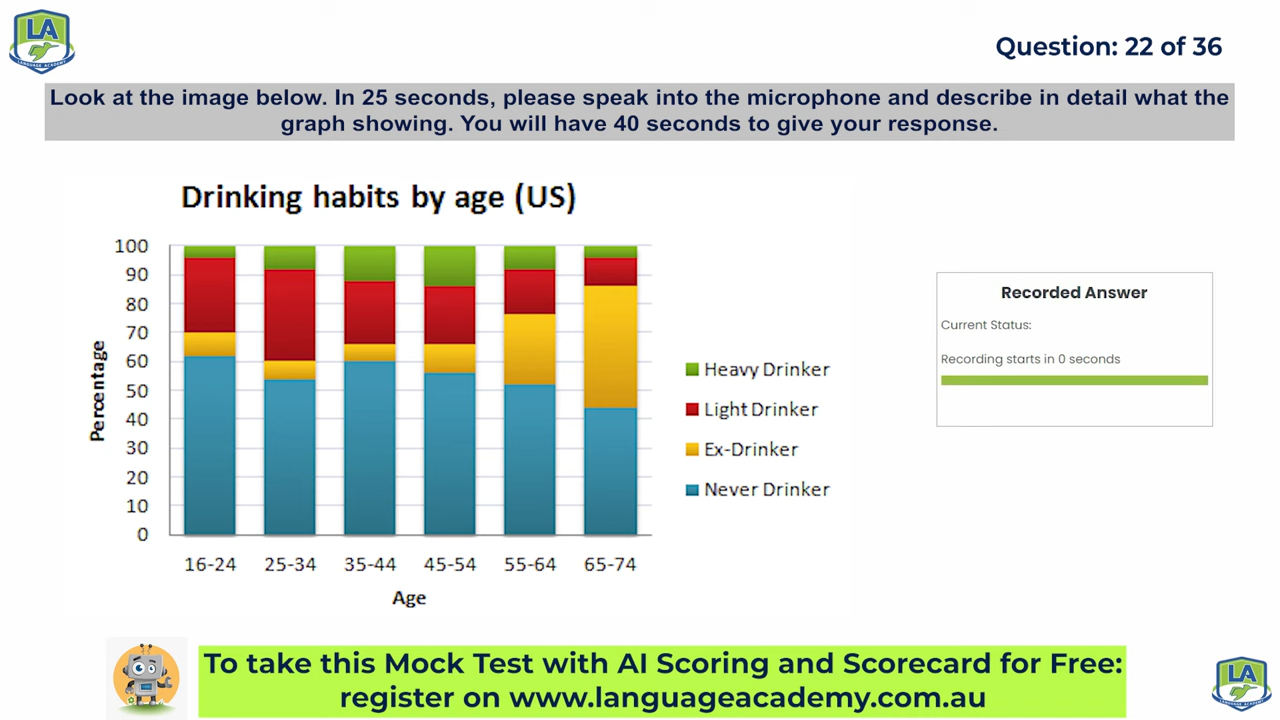 LA
LANGUAGE ACADEMY
Question: 22 of 36
Look at the image below. In 25 seconds, please speak into the microphone and describe in detail what the
graph showing. You will have 40 seconds to give your response.
Drinking habits by age (US)
Percentage
100
90
80
70
60
50
40
30
20
10
0
16-24 25-34 35-44 45-54 55-64 65-74
Age
Heavy Drinker
Light Drinker
Ex-Drinker
Never Drinker
Recorded Answer
Current Status:
Recording starts in 0 seconds
To take this Mock Test with AI Scoring and Scorecard for Free:
register on www.languageacademy.com.au
LA
LANGUAGE ACADEMY